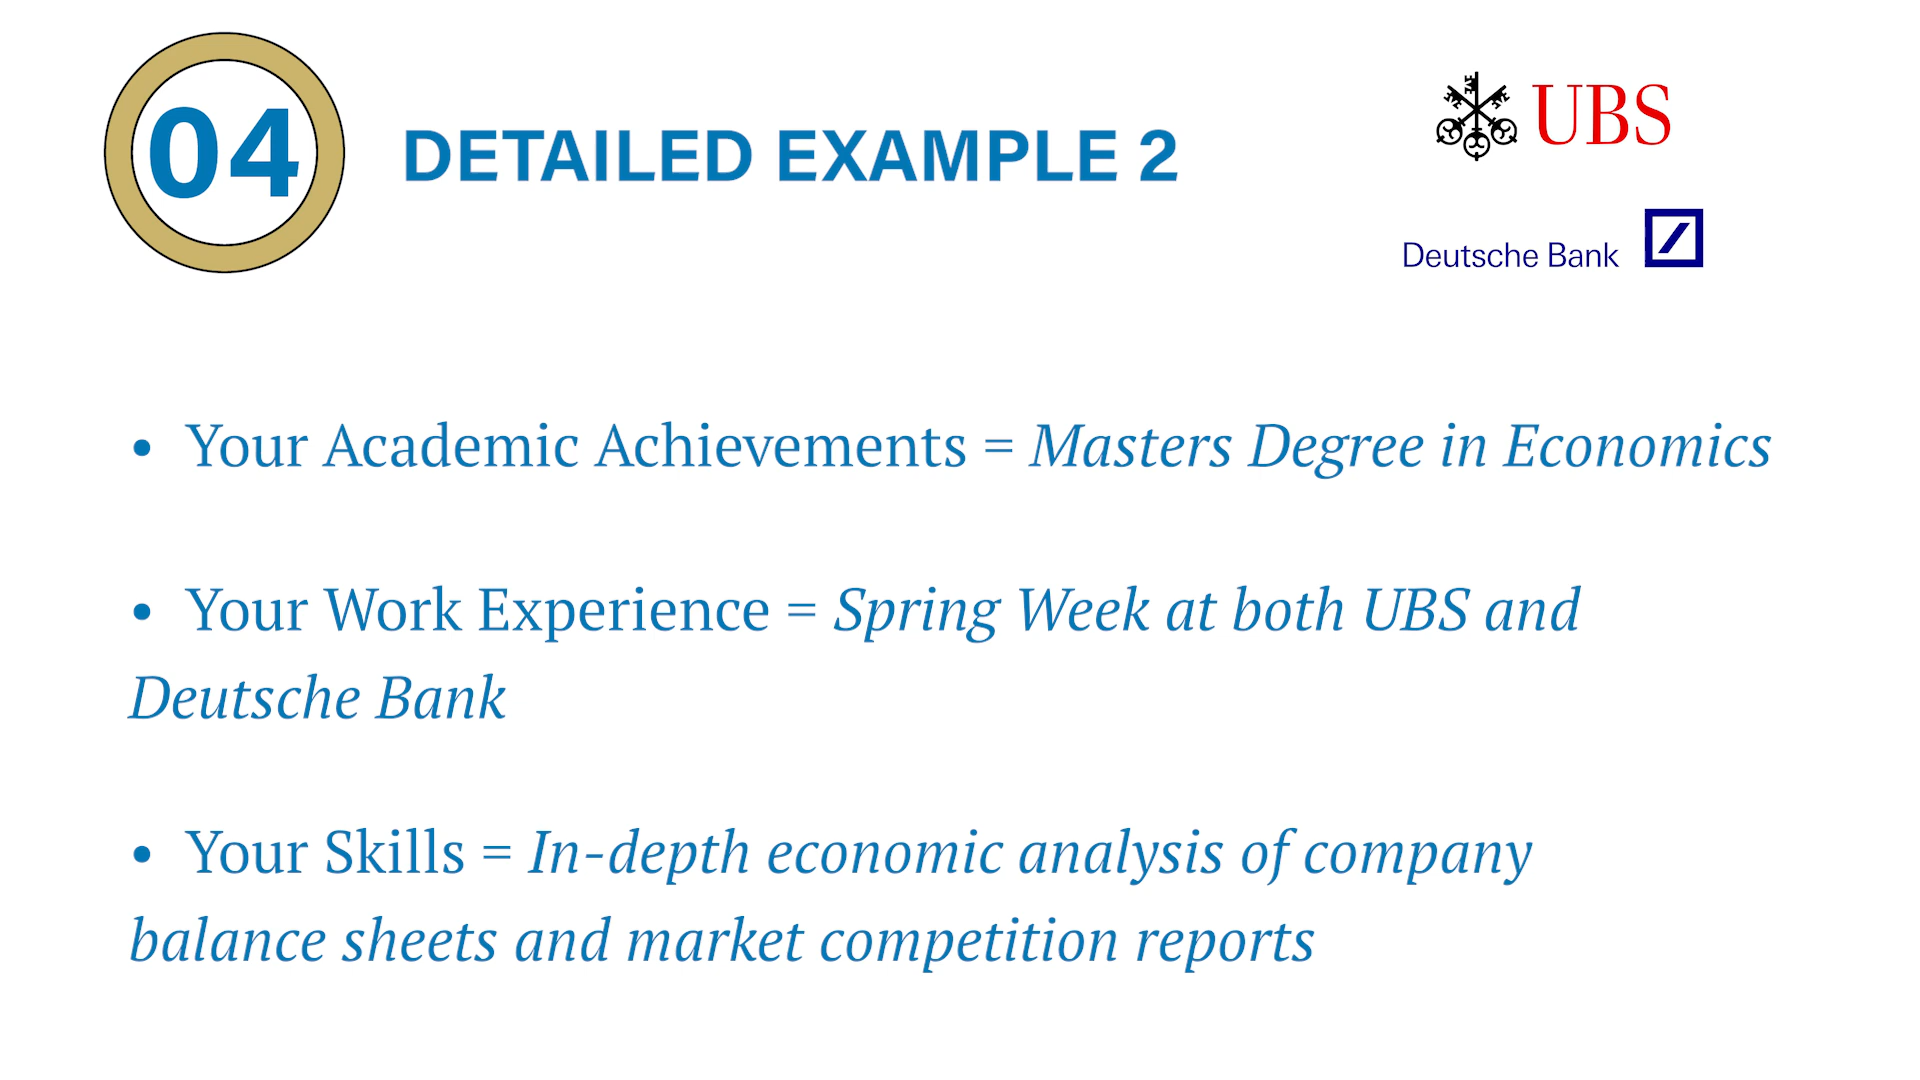 04
DETAILED EXAMPLE 2
UBS
Deutsche Bank
• Your Academic Achievements = Masters Degree in Economics
• Your Work Experience = Spring Week at both UBS and
Deutsche Bank
• Your Skills = In-depth economic analysis of company
balance sheets and market competition reports